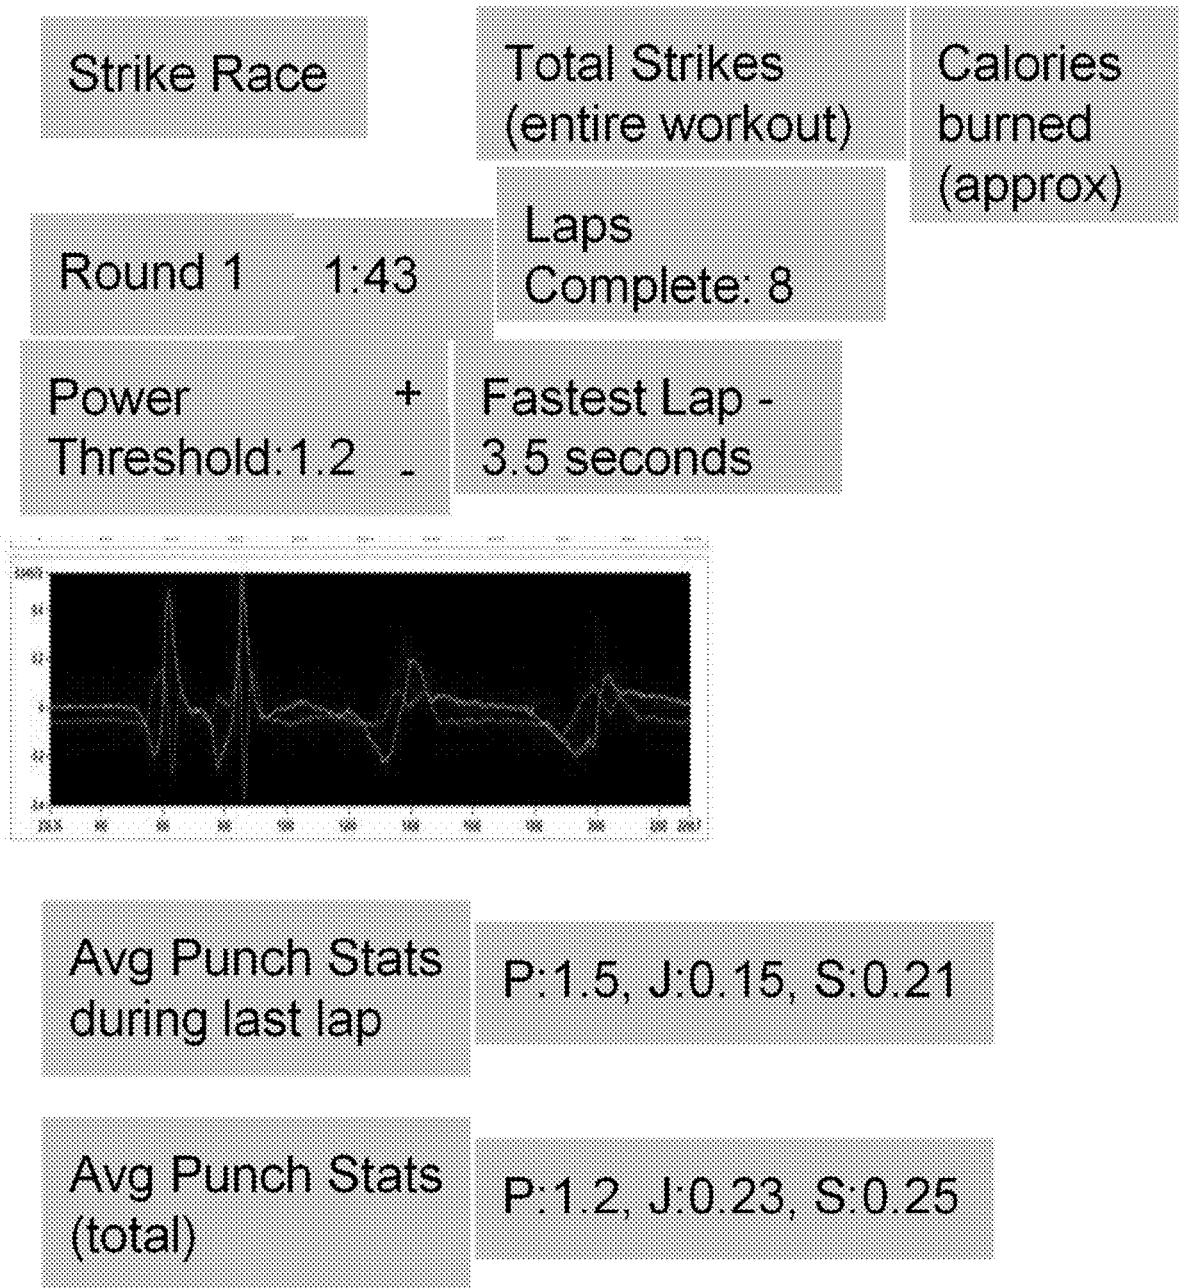 Strike Race
Total Strikes
(entire workout)
Calories
burned
(approx)
Round 1
1:43
Laps
Complete: 8
Power +
Threshold:1.2 -
Fastest Lap -
3.5 seconds
Avg Punch Stats
during last lap
P:1.5, J:0.15, S:0.21
Avg Punch Stats
(total)
P:1.2, J:0.23, S:0.25